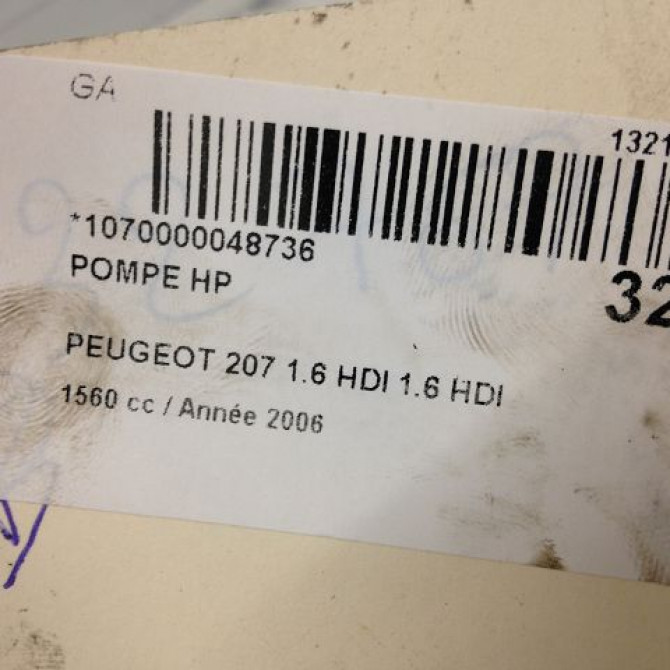 GA
1321
*1070000048736
POMPE HP
32
PEUGEOT 207 1.6 HDI 1.6 HDI
1560 cc / Année 2006